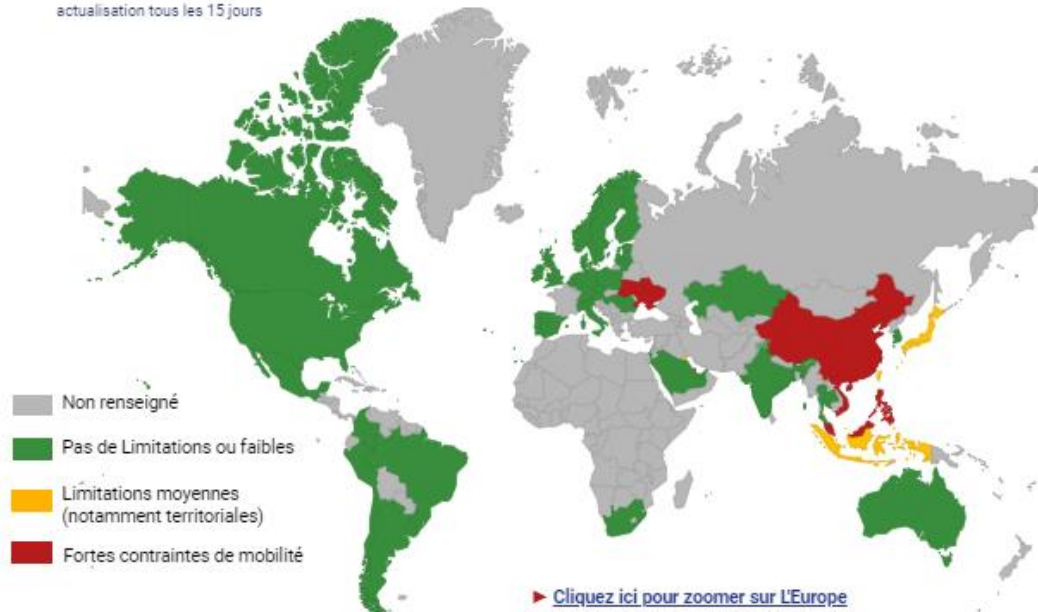 actualisation tous les 15 jours
Non renseigné
Pas de Limitations ou faibles
Limitations moyennes
(notamment territoriales)
Fortes contraintes de mobilité
► Cliquez ici pour zoomer sur L'Europe